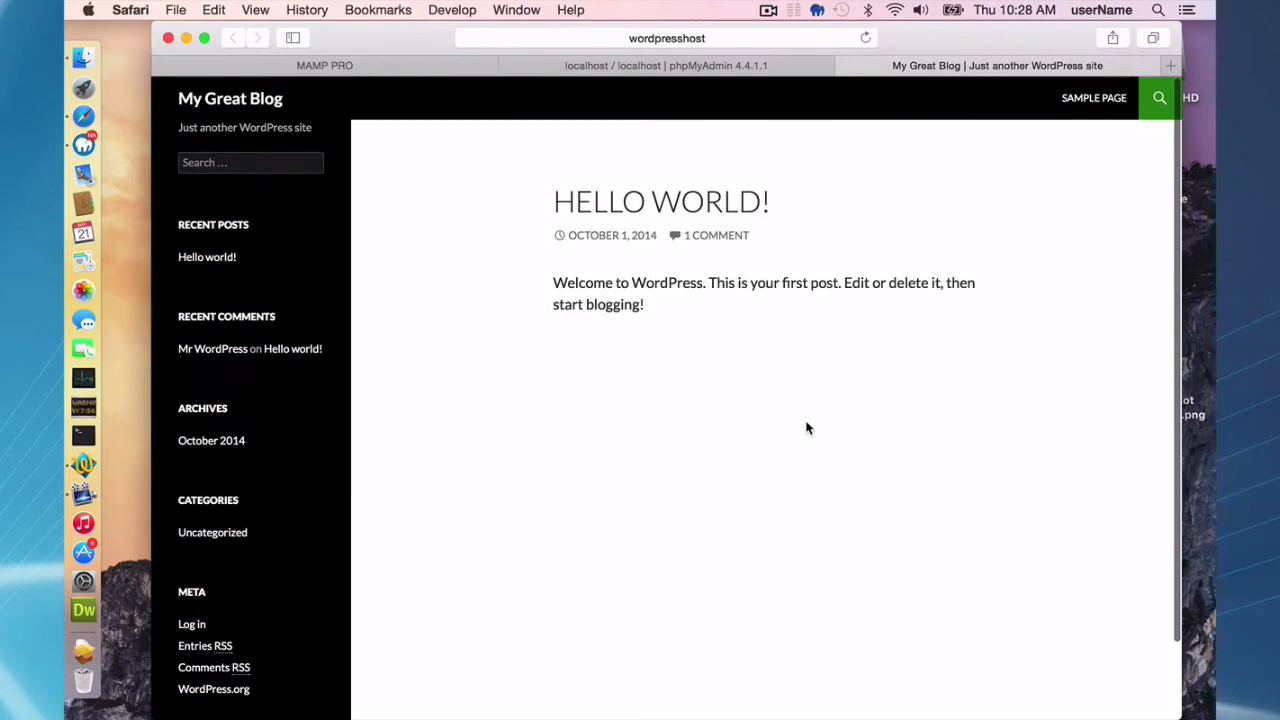 Safari File Edit View History Bookmarks Develop Window Help Thu 10:28 AM userName
wordpresshost
MAMP PRO
localhost / localhost | phpMyAdmin 4.4.1.1
My Great Blog | Just another WordPress site
My Great Blog
SAMPLE PAGE
HD
Just another WordPress site
Search …
HELLO WORLD!
OCTOBER 1, 2014 1 COMMENT
Welcome to WordPress. This is your first post. Edit or delete it, then
start blogging!
RECENT POSTS
Hello world!
RECENT COMMENTS
Mr WordPress on Hello world!
ARCHIVES
October 2014
CATEGORIES
Uncategorized
META
Log in
Entries RSS
Comments RSS
WordPress.org
ot
.png
21
Dw